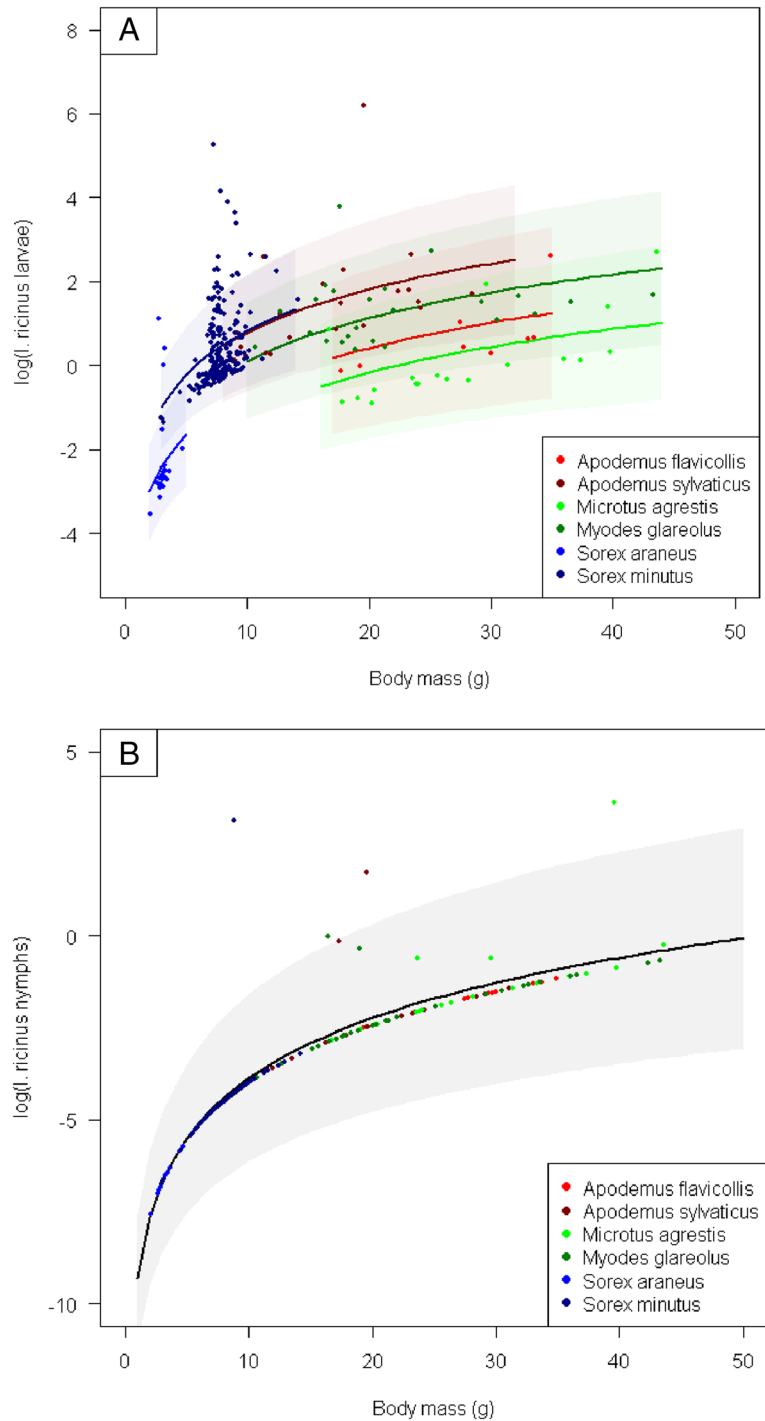 A
8
6
4
2
0
-2
-4
log(I. ricinus larvae)
Apodemus flavicollis
Apodemus sylvaticus
Microtus agrestis
Myodes glareolus
Sorex araneus
Sorex minutus
0 10 20 30 40 50
Body mass (g)
B
5
0
-5
-10
log(I. ricinus nymphs)
Apodemus flavicollis
Apodemus sylvaticus
Microtus agrestis
Myodes glareolus
Sorex araneus
Sorex minutus
0 10 20 30 40 50
Body mass (g)